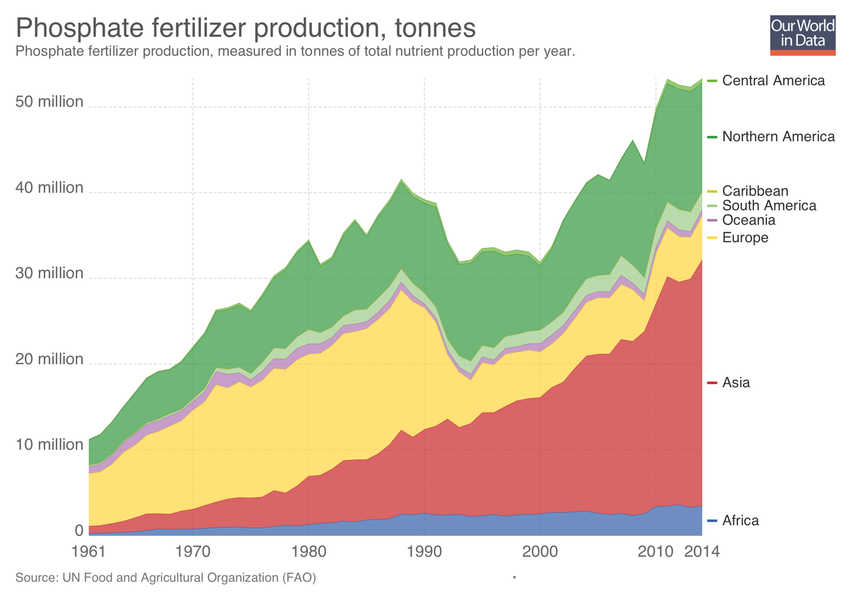 Phosphate fertilizer production, tonnes
Phosphate fertilizer production, measured in tonnes of total nutrient production per year.
Our World
in Data
50 million
40 million
30 million
20 million
10 million
0
1961
1970
1980
1990
2000
2010
2014
Central America
Northern America
Caribbean
South America
Oceania
Europe
Asia
Africa
Source: UN Food and Agricultural Organization (FAO)